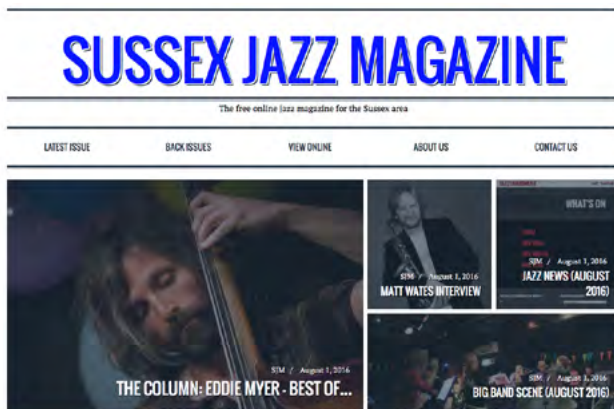 SUSSEX JAZZ MAGAZINE
The free online jazz magazine for the Sussex area
LATEST ISSUE
BACK ISSUES
VIEW ONLINE
ABOUT US
CONTACT US
SJM / August 1, 2016
THE COLUMN: EDDIE MYER - BEST OF...
SJM / August 1, 2016
MATT WATES INTERVIEW
WHAT'S ON
SJM / August 1, 2016
JAZZ NEWS (AUGUST
2016)
SJM / August 1, 2016
BIG BAND SCENE (AUGUST 2016)